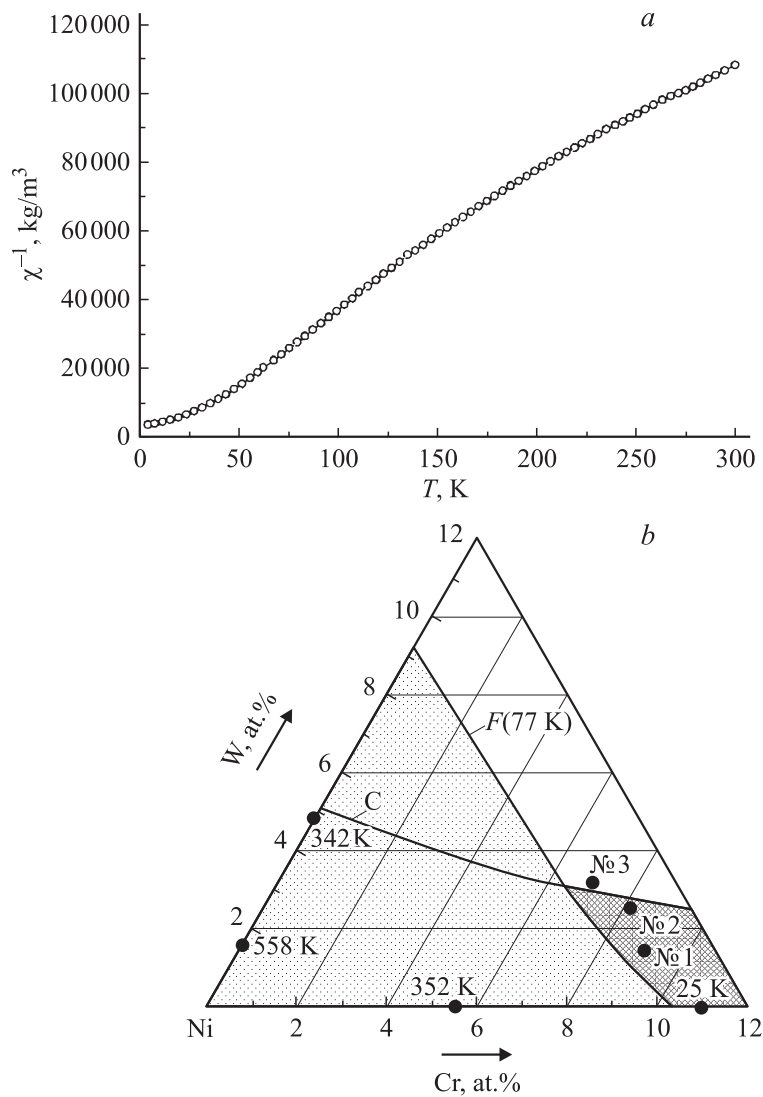 a
120000
100000
80000
60000
40000
20000
0
χ⁻¹, kg/m³
0 50 100 150 200 250 300
T, K
b
12
10
8
6
4
2
W, at.%
F(77 K)
C
342 K
№3
№2
№1
558 K
352 K
25 K
Ni 2 4 6 8 10 12
Cr, at.%